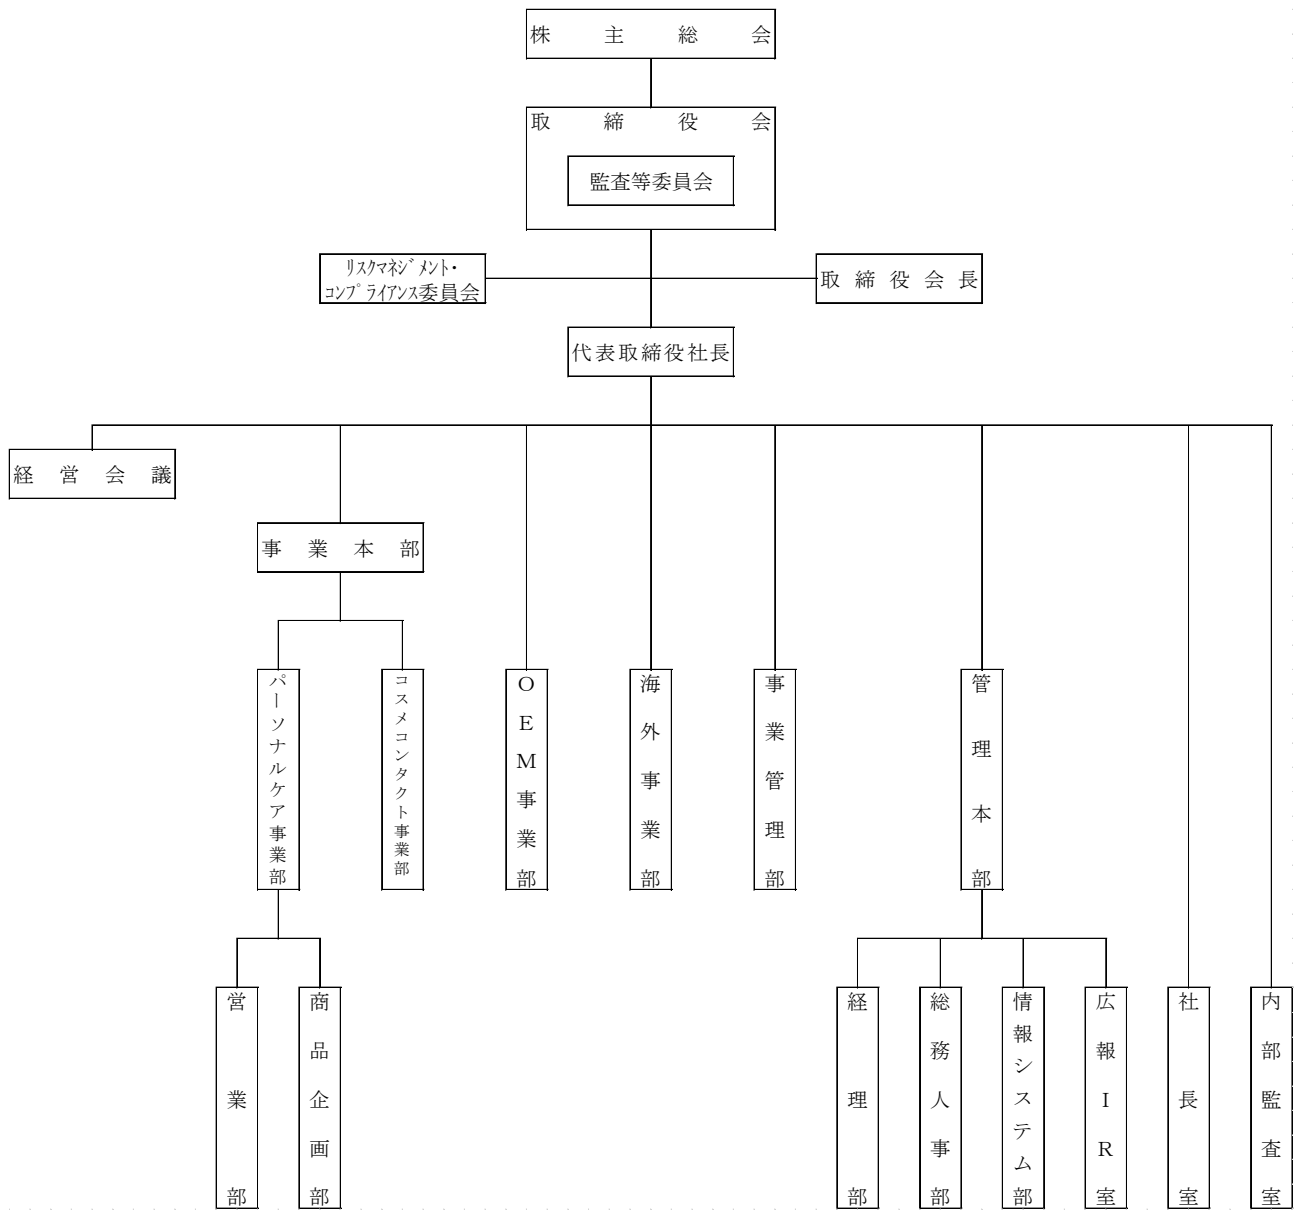 株主総会
取締役会
監査等委員会
ﾘｽｸﾏﾈｼﾞﾒﾝﾄ・
ｺﾝﾌﾟﾗｲｱﾝｽ委員会
取締役会長
代表取締役社長
経営会議
事業本部
パーソナルケア事業部
コスメコンタクト事業部
OEM事業部
海外事業部
事業管理部
管理本部
営業部
商品企画部
経理部
総務人事部
情報システム部
広報IR室
社長室
内部監査室